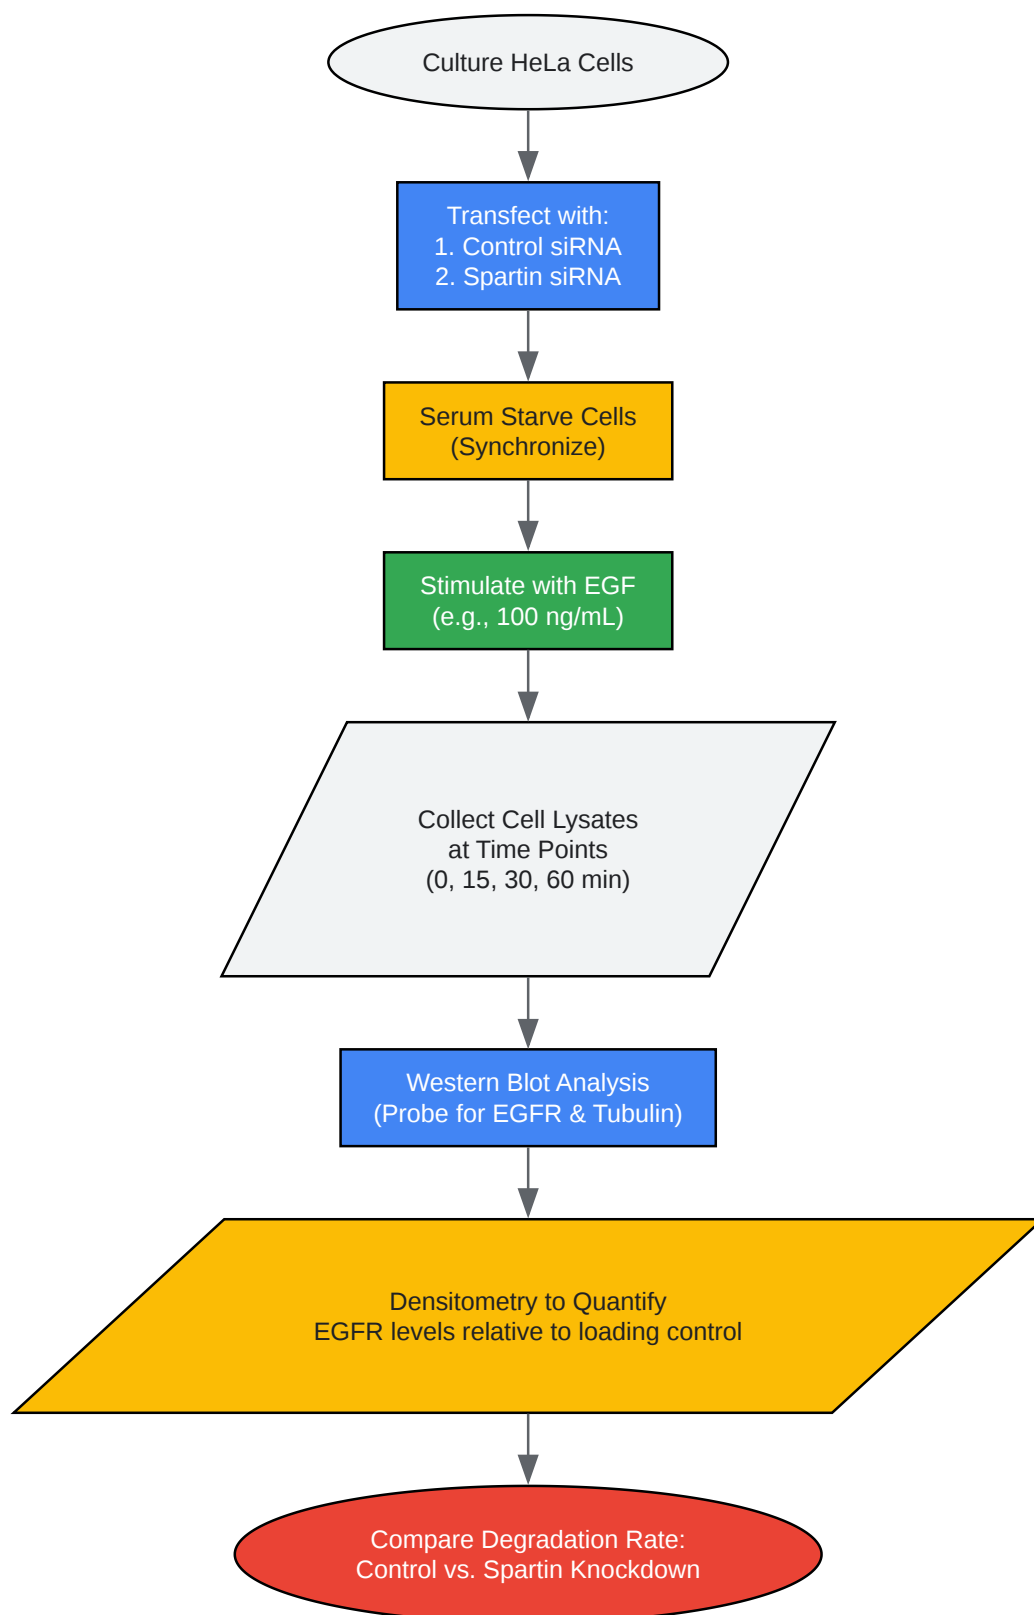 Culture HeLa Cells
Transfect with:
1. Control siRNA
2. Spartin siRNA
Serum Starve Cells
(Synchronize)
Stimulate with EGF
(e.g., 100 ng/mL)
Collect Cell Lysates
at Time Points
(0, 15, 30, 60 min)
Western Blot Analysis
(Probe for EGFR & Tubulin)
Densitometry to Quantify
EGFR levels relative to loading control
Compare Degradation Rate:
Control vs. Spartin Knockdown